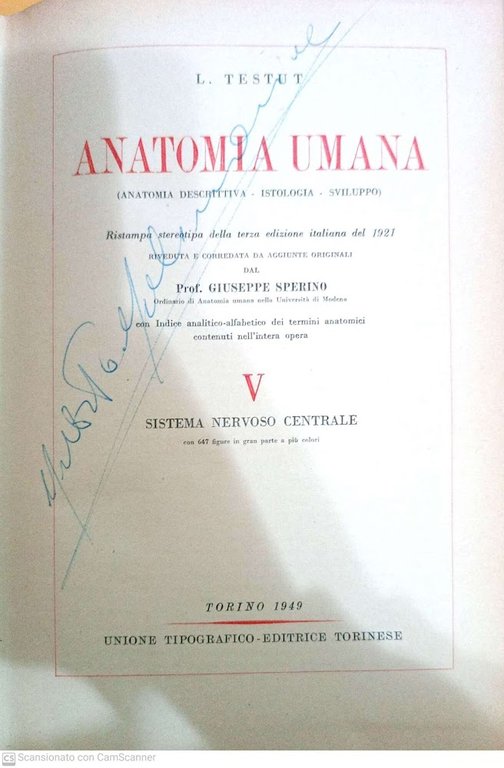 L. TESTUT
ANATOMIA UMANA
(ANATOMIA DESCRITTIVA - ISTOLOGIA - SVILUPPO)
Ristampa stereotipa della terza edizione italiana del 1921
RIVEDUTA E CORREDATA DA AGGIUNTE ORIGINALI
DAL
Prof. GIUSEPPE SPERINO
Ordinario di Anatomia umana nella Università di Modena
con Indice analitico-alfabetico dei termini anatomici
contenuti nell'intera opera
V
SISTEMA NERVOSO CENTRALE
con 647 figure in gran parte a più colori
TORINO 1949
UNIONE TIPOGRAFICO-EDITRICE TORINESE
CS Scansionato con CamScanner